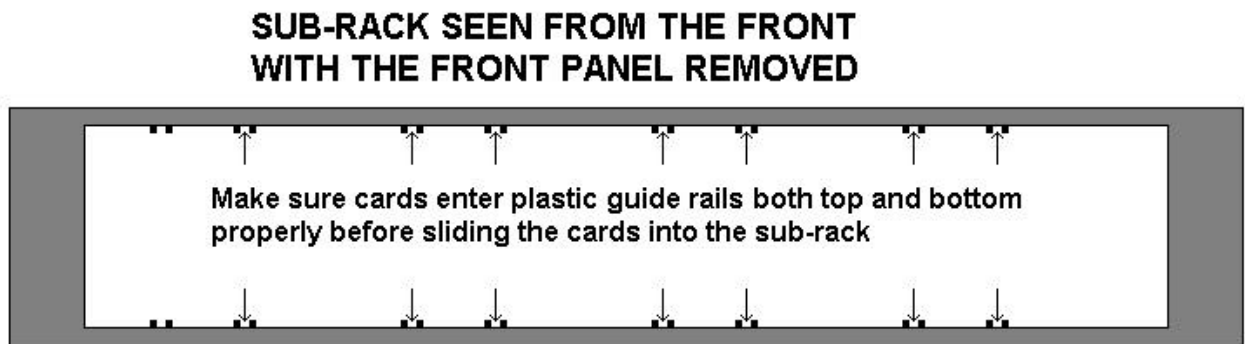 SUB-RACK SEEN FROM THE FRONT
WITH THE FRONT PANEL REMOVED
Make sure cards enter plastic guide rails both top and bottom
properly before sliding the cards into the sub-rack